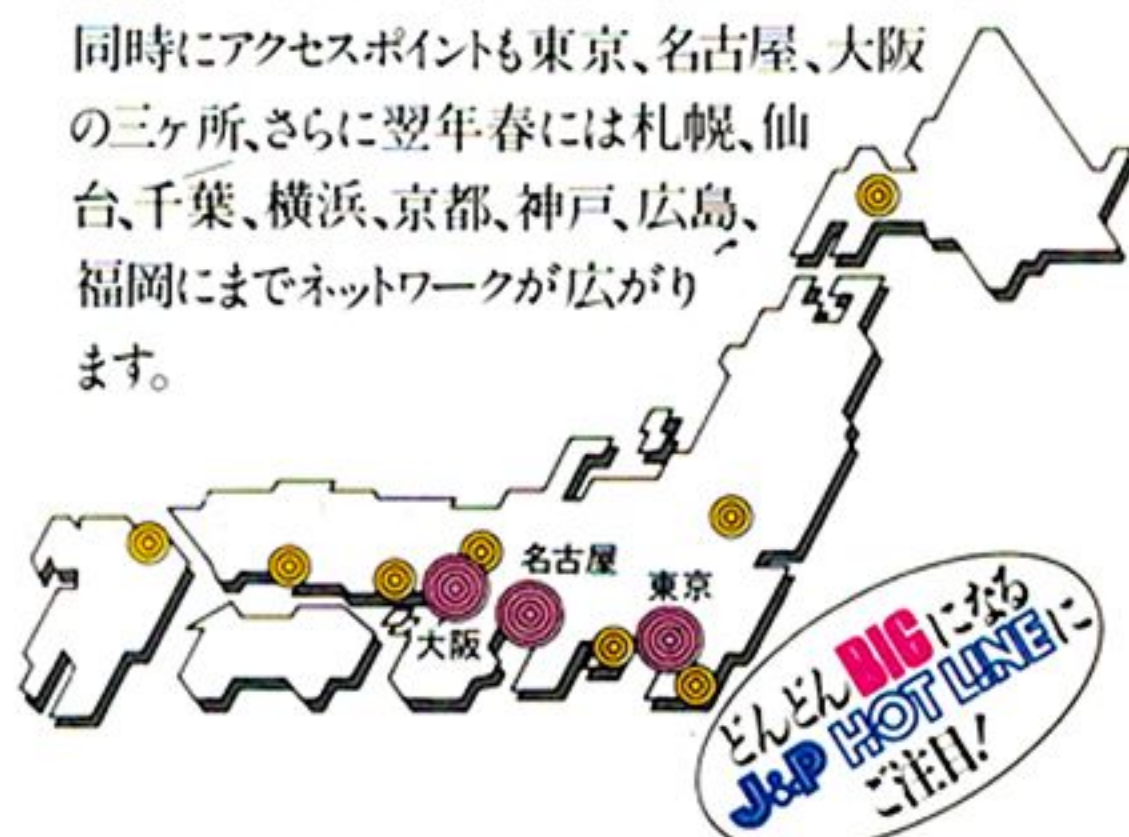 同時にアクセスポイントも東京、名古屋、大阪
の三ヶ所、さらに翌年春には札幌、仙
台、千葉、横浜、京都、神戸、広島、
福岡にまでネットワークが広がり
ます。
名古屋
東京
大阪
どんどんBIGになる
J&P HOT LINEに
ご注目!